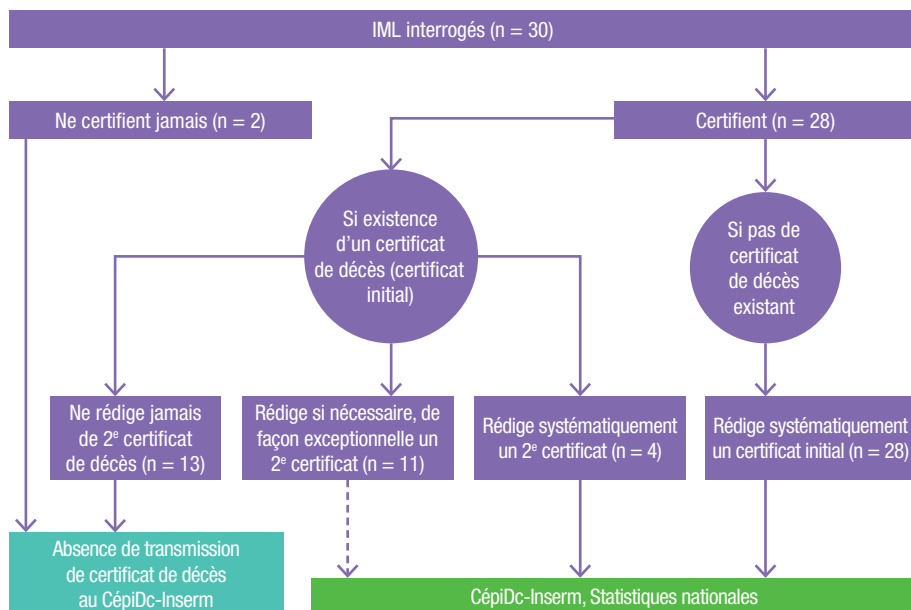 IML interrogés (n = 30)
Ne certifient jamais (n = 2)
Certifient (n = 28)
Si existence
d'un certificat
de décès (certificat
initial)
Si pas de
certificat
de décès
existant
Ne rédige jamais
de 2e certificat
de décès (n = 13)
Rédige si nécessaire, de
façon exceptionnelle un
2e certificat (n = 11)
Rédige systématiquement
un 2e certificat (n = 4)
Rédige systématiquement
un certificat initial (n = 28)
Absence de transmission
de certificat de décès
au CépiDc-Inserm
CépiDc-Inserm, Statistiques nationales